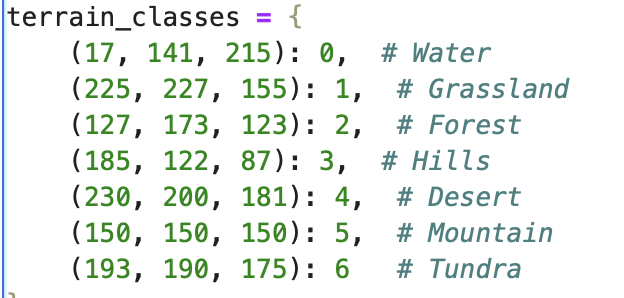 terrain_classes = {
    (17, 141, 215): 0,  # Water
    (225, 227, 155): 1,  # Grassland
    (127, 173, 123): 2,  # Forest
    (185, 122, 87): 3,  # Hills
    (230, 200, 181): 4,  # Desert
    (150, 150, 150): 5,  # Mountain
    (193, 190, 175): 6   # Tundra
}